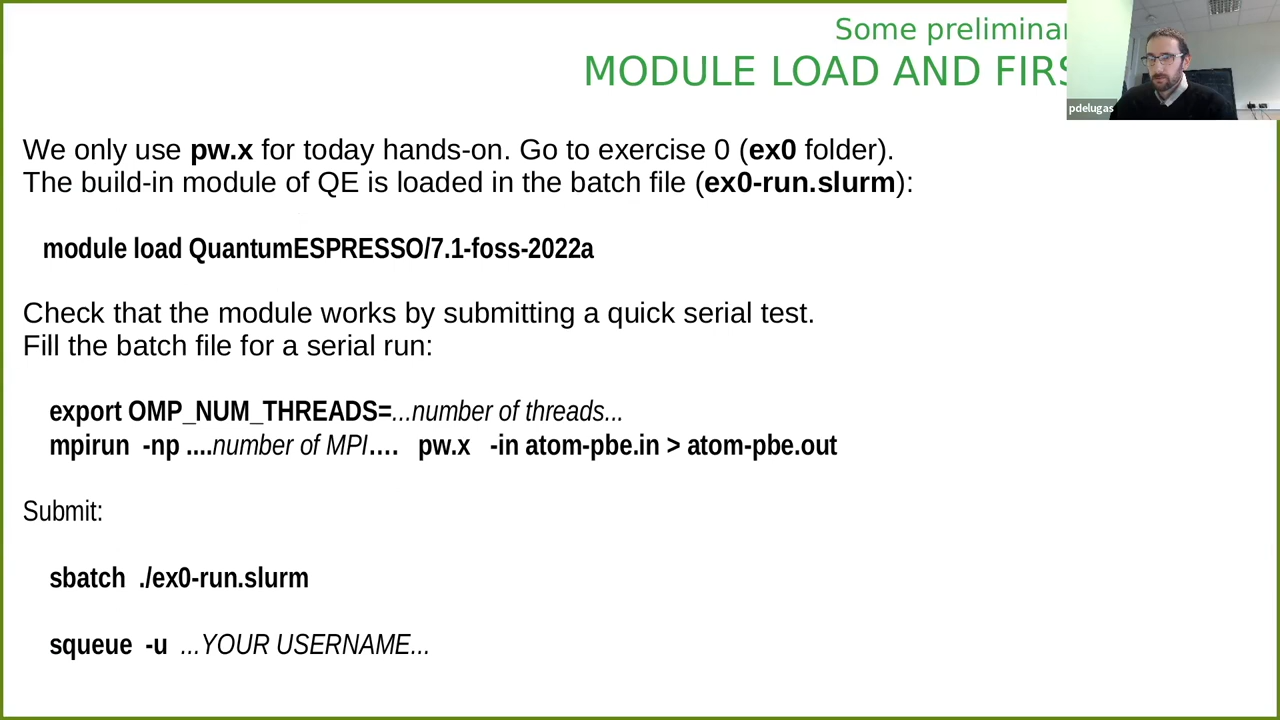 Some prelimina
MODULE LOAD AND FIRS
pdelugas
We only use pw.x for today hands-on. Go to exercise 0 (ex0 folder).
The build-in module of QE is loaded in the batch file (ex0-run.slurm):
module load QuantumESPRESSO/7.1-foss-2022a
Check that the module works by submitting a quick serial test.
Fill the batch file for a serial run:
export OMP_NUM_THREADS=...number of threads...
mpirun -np ....number of MPI.... pw.x -in atom-pbe.in > atom-pbe.out
Submit:
sbatch ./ex0-run.slurm
squeue -u ...YOUR USERNAME...